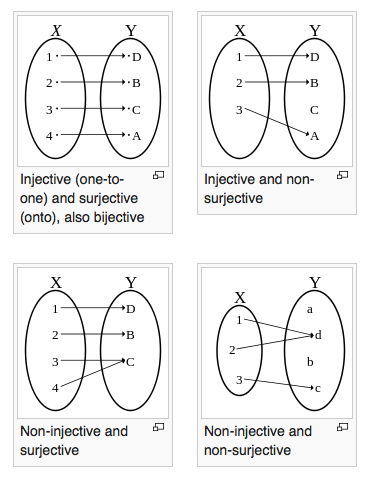 X Y
1 D
2 B
3 C
4 A
Injective (one-to-
one) and surjective
(onto), also bijective
X Y
1 D
2 B
3 C
A
Injective and non-
surjective
X Y
1 D
2 B
3 C
4
Non-injective and
surjective
X Y
a
1 d
2 b
3 c
Non-injective and
non-surjective